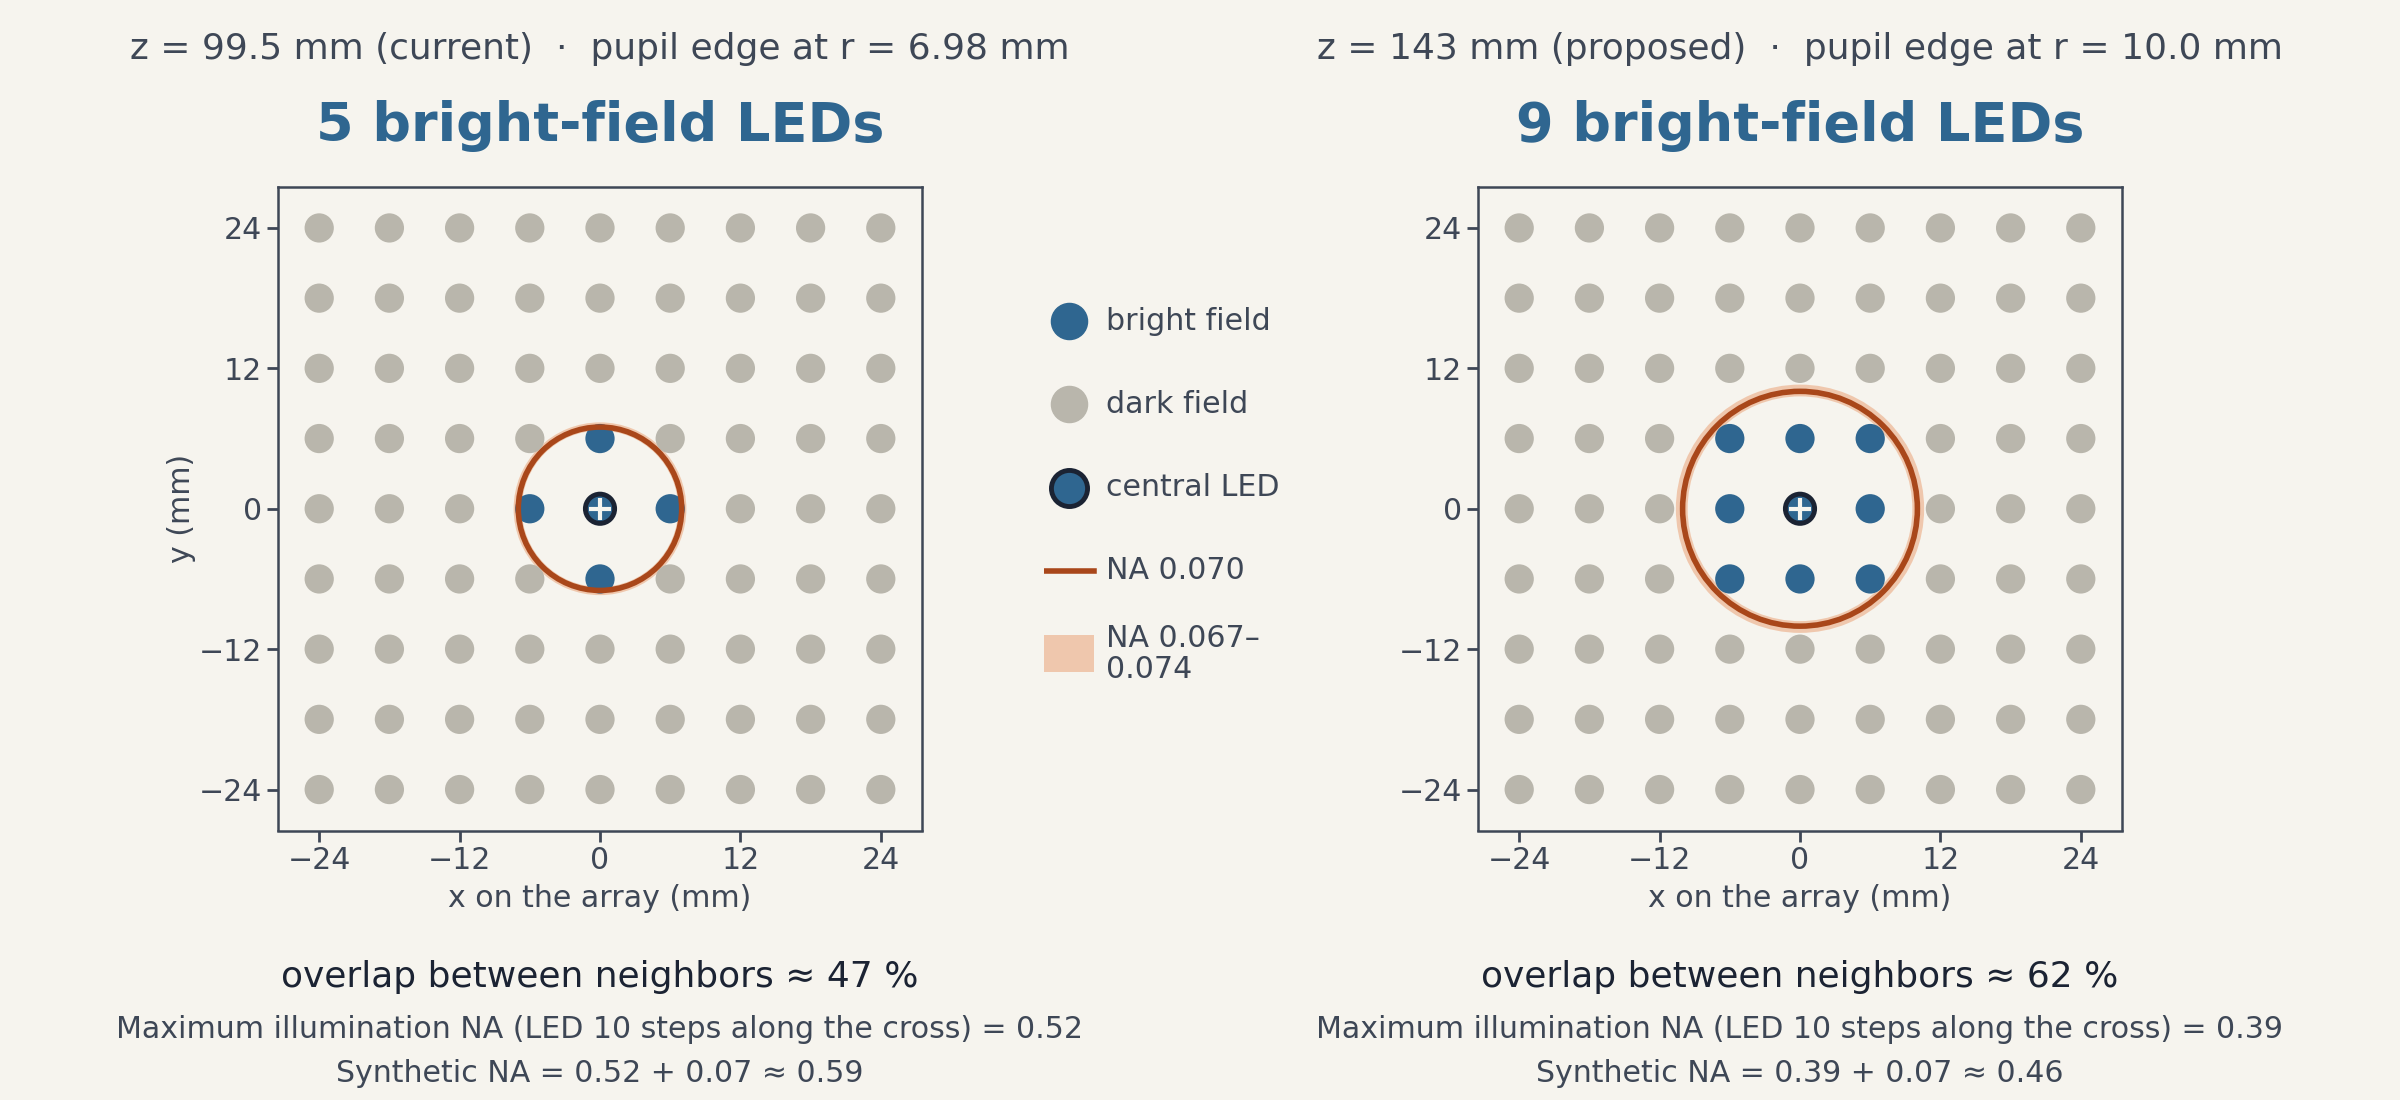 z = 99.5 mm (current)  ·  pupil edge at r = 6.98 mm
5 bright-field LEDs
24
12
0
−12
−24
y (mm)
−24
−12
0
12
24
x on the array (mm)
overlap between neighbors ≈ 47 %
Maximum illumination NA (LED 10 steps along the cross) = 0.52
Synthetic NA = 0.52 + 0.07 ≈ 0.59
bright field
dark field
central LED
NA 0.070
NA 0.067–
0.074
z = 143 mm (proposed)  ·  pupil edge at r = 10.0 mm
9 bright-field LEDs
24
12
0
−12
−24
−24
−12
0
12
24
x on the array (mm)
overlap between neighbors ≈ 62 %
Maximum illumination NA (LED 10 steps along the cross) = 0.39
Synthetic NA = 0.39 + 0.07 ≈ 0.46